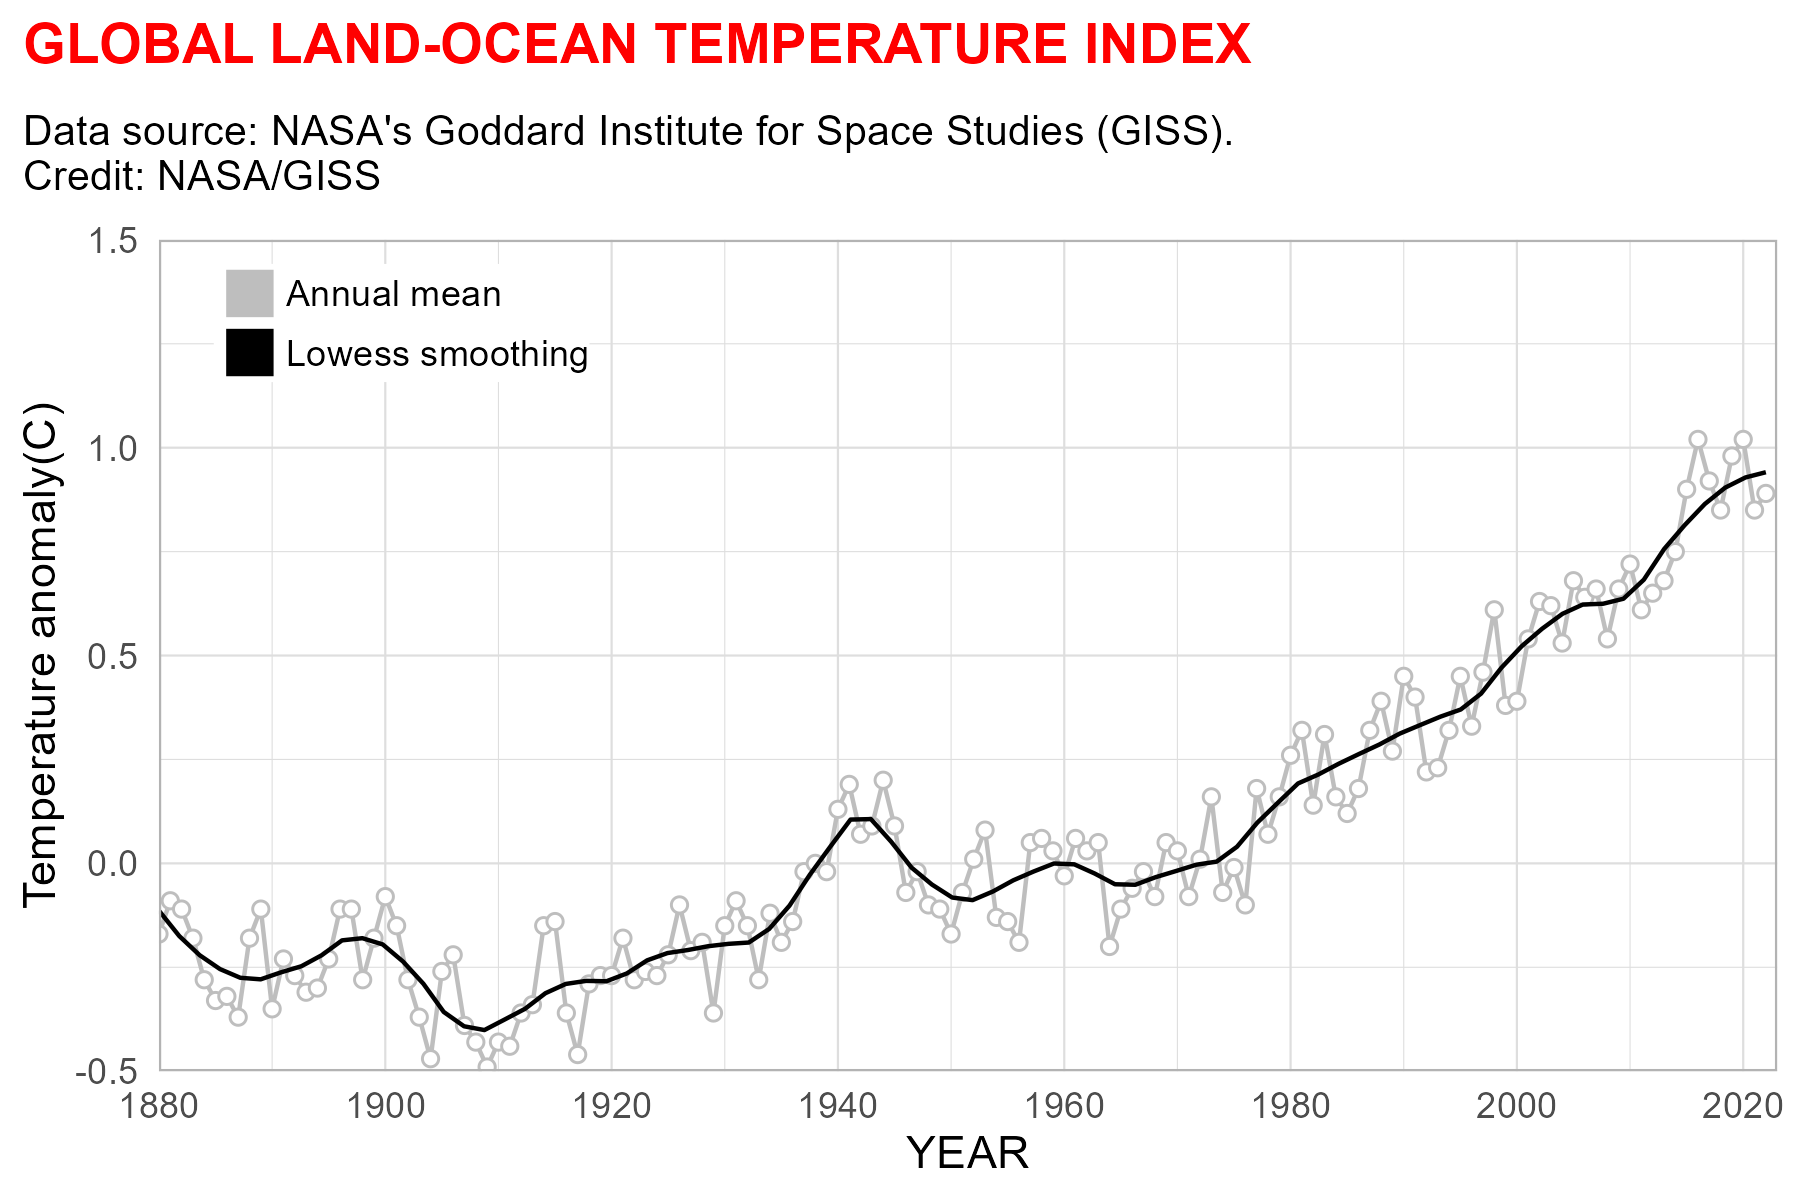 GLOBAL LAND-OCEAN TEMPERATURE INDEX
Data source: NASA's Goddard Institute for Space Studies (GISS).
Credit: NASA/GISS
1.5
1.0
0.5
0.0
-0.5
Temperature anomaly(C)
Annual mean
Lowess smoothing
1880 1900 1920 1940 1960 1980 2000 2020
YEAR